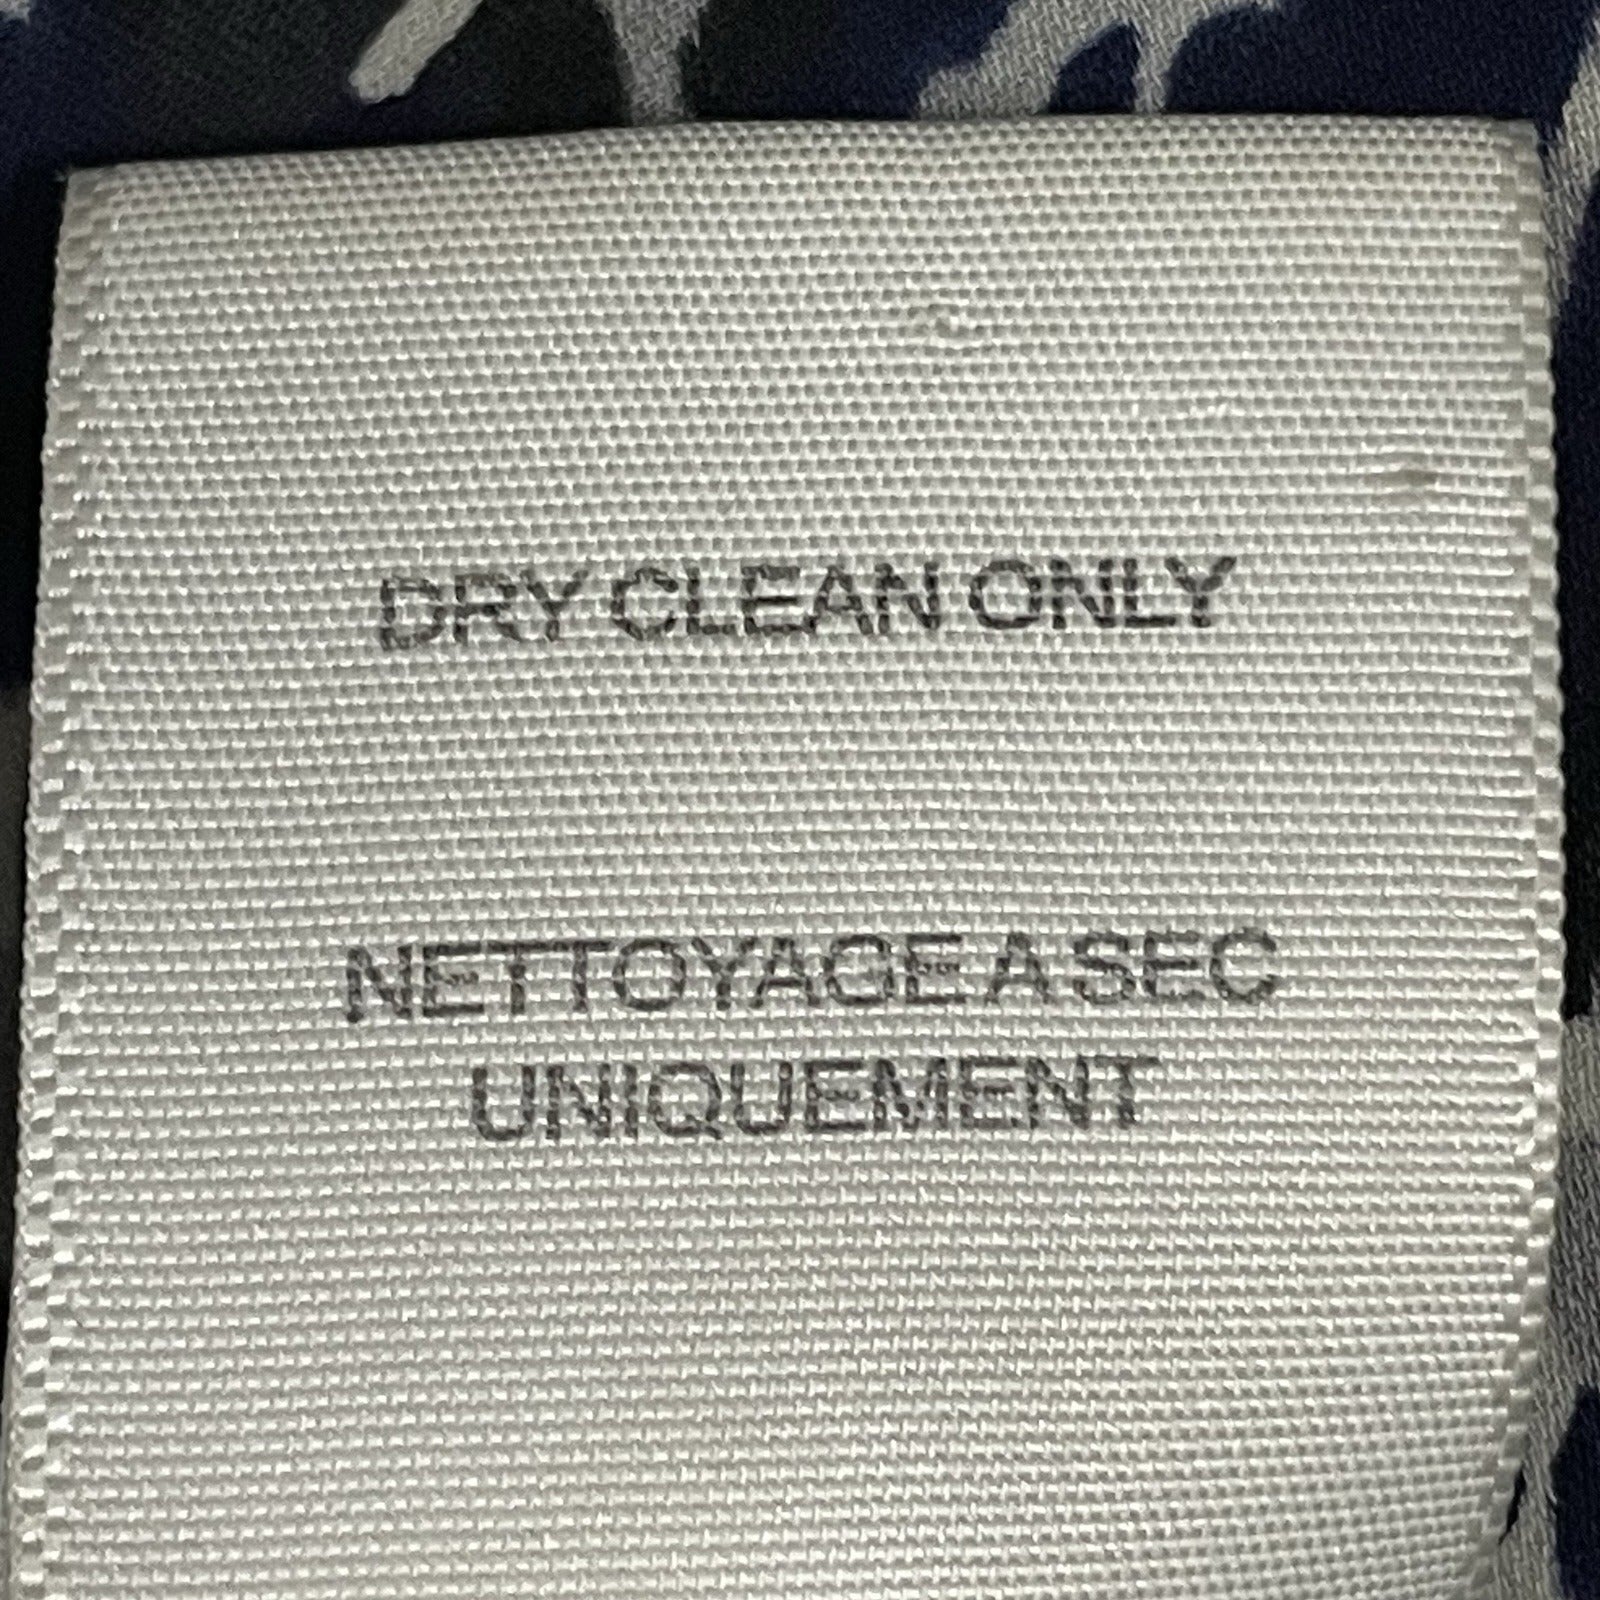 DRY CLEAN ONLY
NETTOYAGE A SEC
UNIQUEMENT